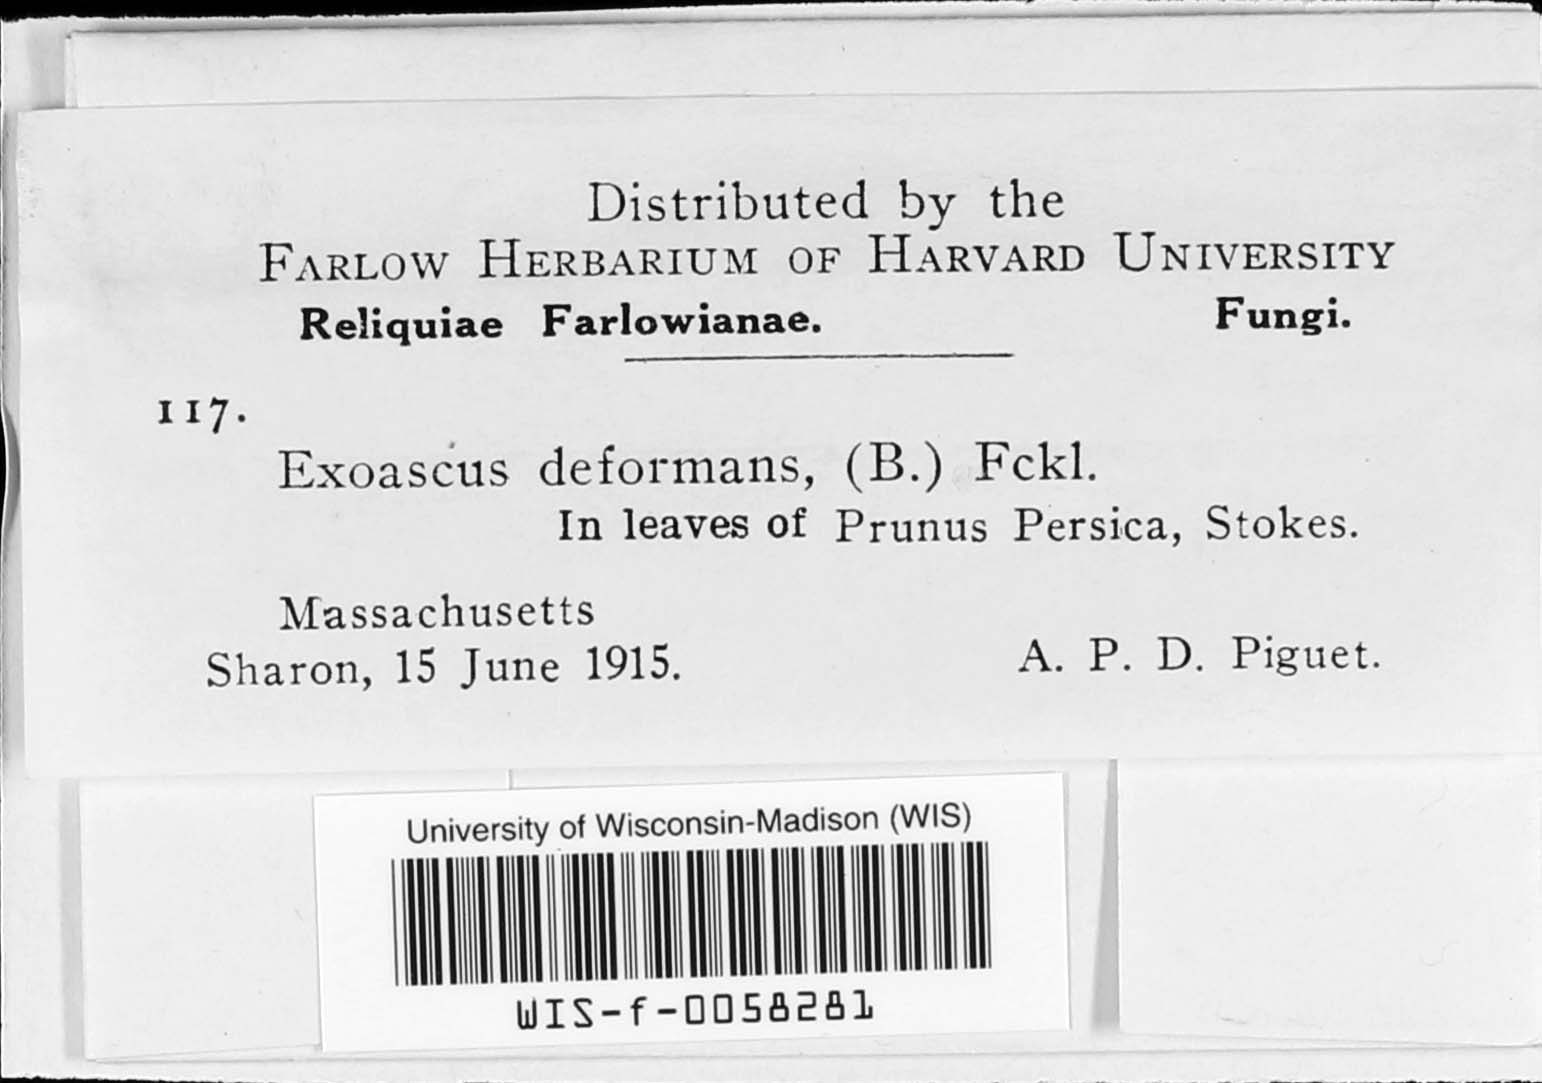 Distributed by the
FARLOW HERBARIUM OF HARVARD UNIVERSITY
Reliquiae Farlowianae. Fungi.
117.
Exoascus deformans, (B.) Fckl.
In leaves of Prunus Persica, Stokes.
Massachusetts
Sharon, 15 June 1915. A. P. D. Piguet.
University of Wisconsin-Madison (WIS)
WIS-f-0058281